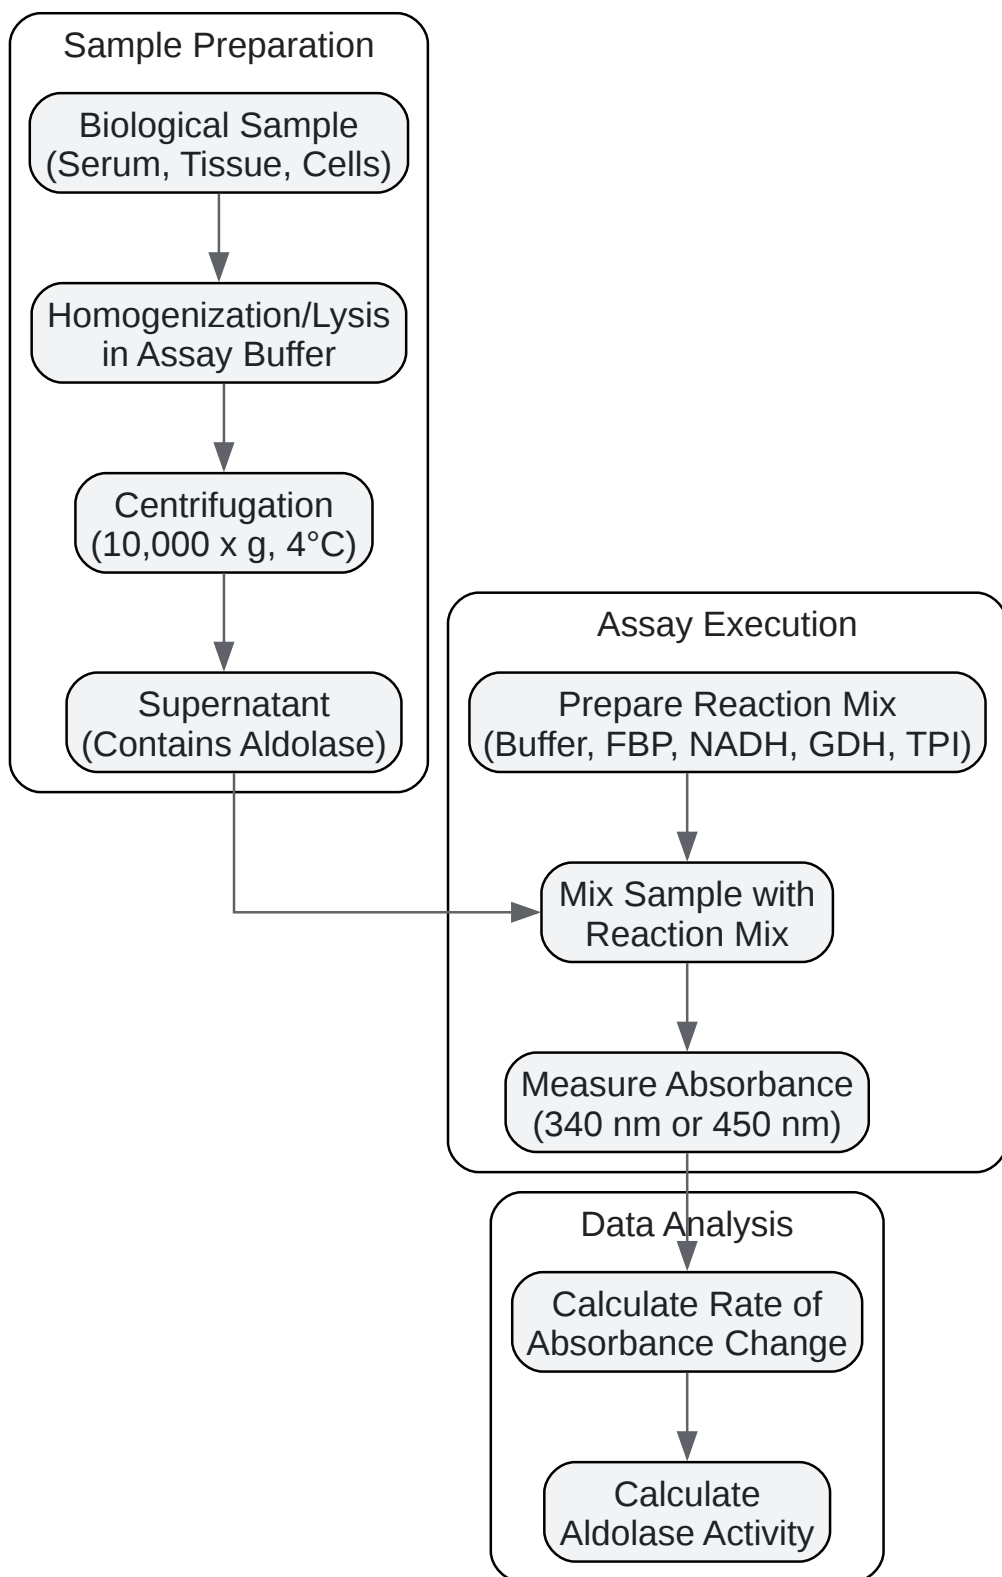 Sample Preparation
Biological Sample
(Serum, Tissue, Cells)
Homogenization/Lysis
in Assay Buffer
Centrifugation
(10,000 x g, 4°C)
Supernatant
(Contains Aldolase)
Assay Execution
Prepare Reaction Mix
(Buffer, FBP, NADH, GDH, TPI)
Mix Sample with
Reaction Mix
Measure Absorbance
(340 nm or 450 nm)
Data Analysis
Calculate Rate of
Absorbance Change
Calculate
Aldolase Activity